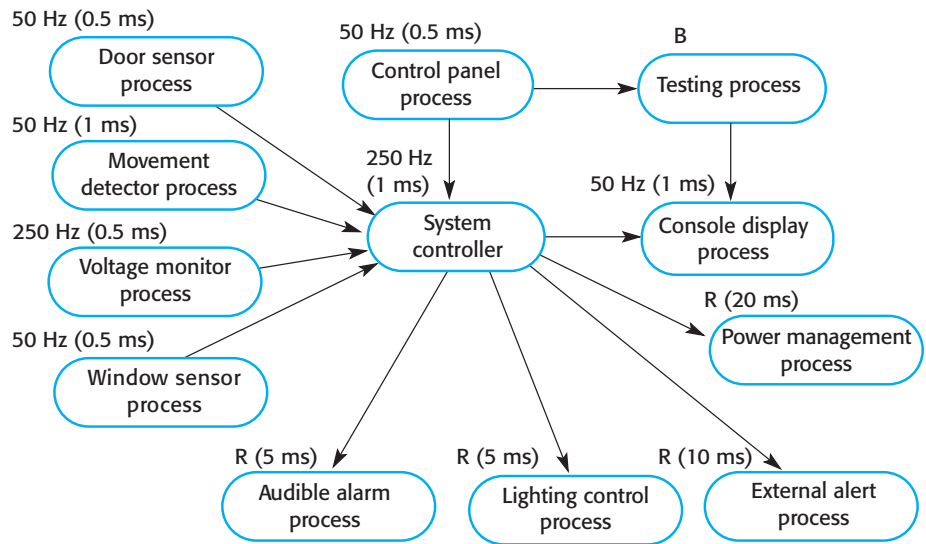 50 Hz (0.5 ms)
Door sensor
process
50 Hz (0.5 ms)
Control panel
process
B
Testing process
50 Hz (1 ms)
Movement
detector process
250 Hz
(1 ms)
System
controller
50 Hz (1 ms)
Console display
process
250 Hz (0.5 ms)
Voltage monitor
process
50 Hz (0.5 ms)
Window sensor
process
R (20 ms)
Power management
process
R (5 ms)
Audible alarm
process
R (5 ms)
Lighting control
process
R (10 ms)
External alert
process